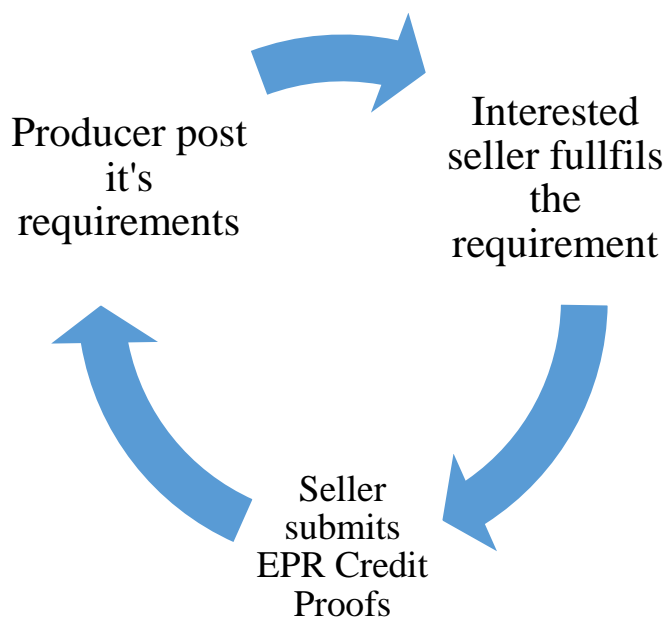 Producer post
it's
requirements
Interested
seller fullfils
the
requirement
Seller
submits
EPR Credit
Proofs